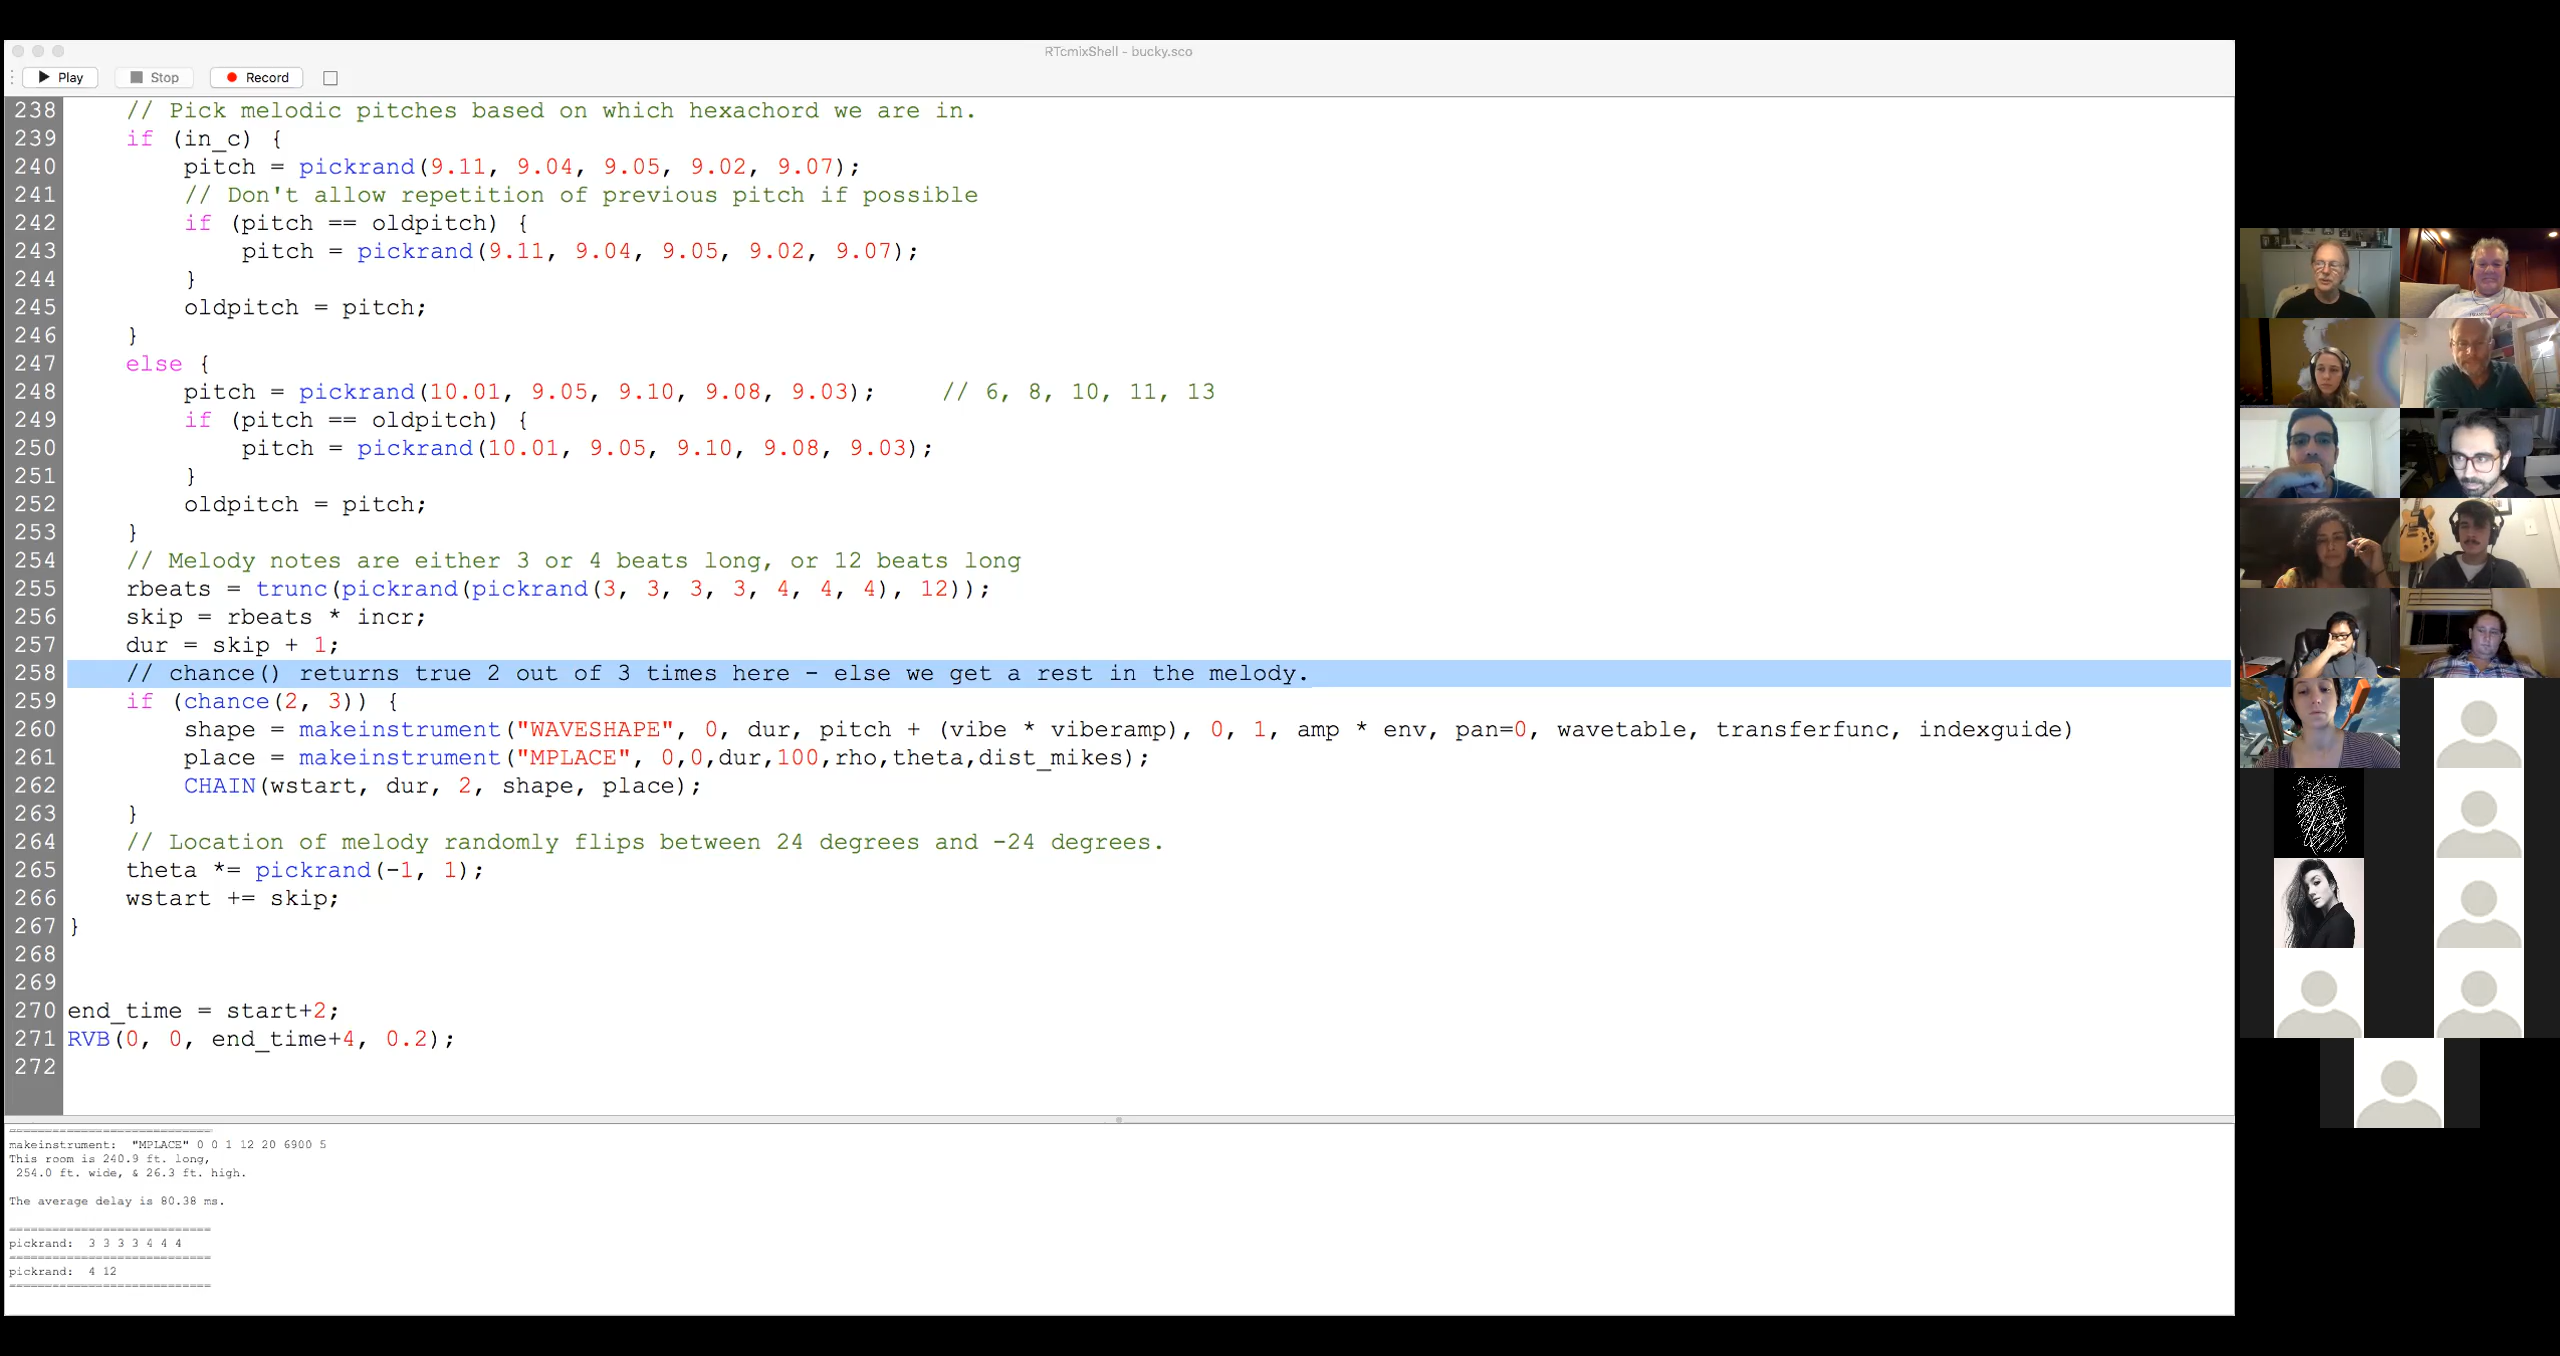 RTcmixShell - bucky.sco
Play Stop Record
238 // Pick melodic pitches based on which hexachord we are in.
239 if (in_c) {
240 pitch = pickrand(9.11, 9.04, 9.05, 9.02, 9.07);
241 // Don't allow repetition of previous pitch if possible
242 if (pitch == oldpitch) {
243 pitch = pickrand(9.11, 9.04, 9.05, 9.02, 9.07);
244 }
245 oldpitch = pitch;
246 }
247 else {
248 pitch = pickrand(10.01, 9.05, 9.10, 9.08, 9.03); // 6, 8, 10, 11, 13
249 if (pitch == oldpitch) {
250 pitch = pickrand(10.01, 9.05, 9.10, 9.08, 9.03);
251 }
252 oldpitch = pitch;
253 }
254 // Melody notes are either 3 or 4 beats long, or 12 beats long
255 rbeats = trunc(pickrand(pickrand(3, 3, 3, 3, 4, 4, 4), 12));
256 skip = rbeats * incr;
257 dur = skip + 1;
258 // chance() returns true 2 out of 3 times here - else we get a rest in the melody.
259 if (chance(2, 3)) {
260 shape = makeinstrument("WAVESHAPE", 0, dur, pitch + (vibe * viberamp), 0, 1, amp * env, pan=0, wavetable, transferfunc, indexguide)
261 place = makeinstrument("MPLACE", 0,0,dur,100,rho,theta,dist_mikes);
262 CHAIN(wstart, dur, 2, shape, place);
263 }
264 // Location of melody randomly flips between 24 degrees and -24 degrees.
265 theta *= pickrand(-1, 1);
266 wstart += skip;
267 }
268
269
270 end_time = start+2;
271 RVB(0, 0, end_time+4, 0.2);
272
============================
makeinstrument: "MPLACE" 0 0 1 12 20 6900 5
This room is 240.9 ft. long,
254.0 ft. wide, & 26.3 ft. high.
The average delay is 80.38 ms.
============================
pickrand: 3 3 3 3 4 4 4
============================
pickrand: 4 12
============================